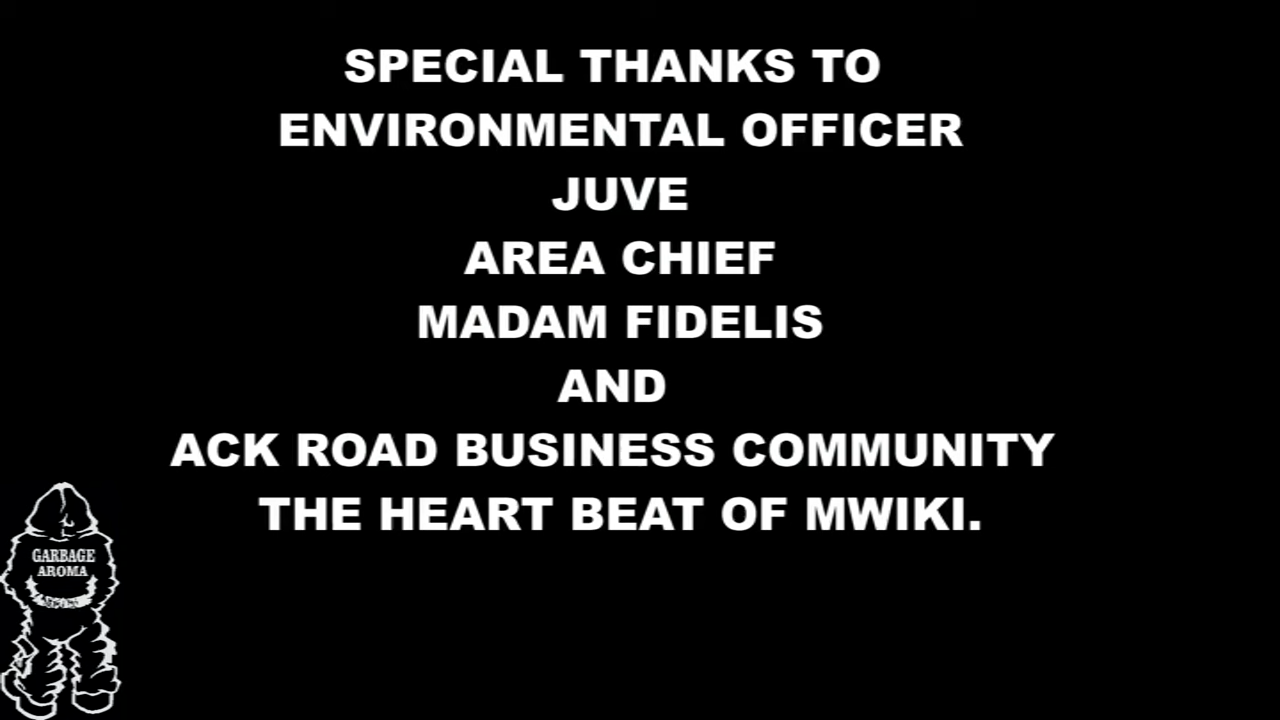 SPECIAL THANKS TO
ENVIRONMENTAL OFFICER
JUVE
AREA CHIEF
MADAM FIDELIS
AND
ACK ROAD BUSINESS COMMUNITY
THE HEART BEAT OF MWIKI.
GARBAGE
AROMA